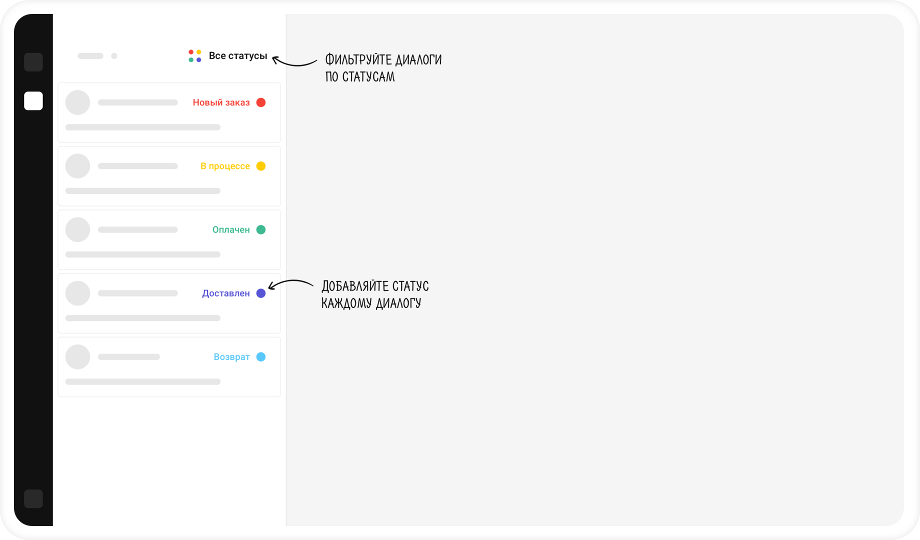 Все статусы
Фильтруйте диалоги
по статусам
Новый заказ
В процессе
Оплачен
Доставлен
Добавляйте статус
каждому диалогу
Возврат